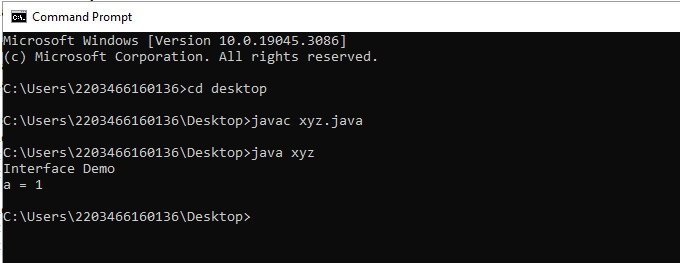 Command Prompt
Microsoft Windows [Version 10.0.19045.3086]
(c) Microsoft Corporation. All rights reserved.
C:\Users\2203466160136>cd desktop
C:\Users\2203466160136\Desktop>javac xyz.java
C:\Users\2203466160136\Desktop>java xyz
Interface Demo
a = 1
C:\Users\2203466160136\Desktop>